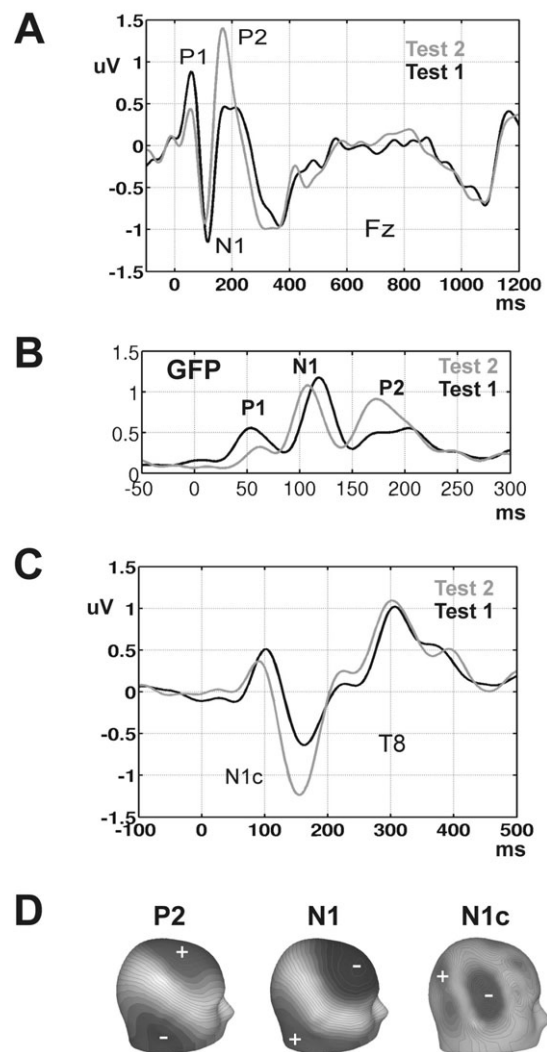 A
uV
1.5
1
0.5
0
-0.5
-1
-1.5
P1
P2
N1
Fz
Test 2
Test 1
0 200 400 600 800 1000 1200
ms
B
GFP
1.5
1
0.5
0
P1
N1
P2
Test 2
Test 1
-50 0 50 100 150 200 250 300
ms
C
uV
1.5
1
0.5
0
-0.5
-1
-1.5
N1c
T8
Test 2
Test 1
-100 0 100 200 300 400 500
ms
D
P2 N1 N1c
+ - +
- + -